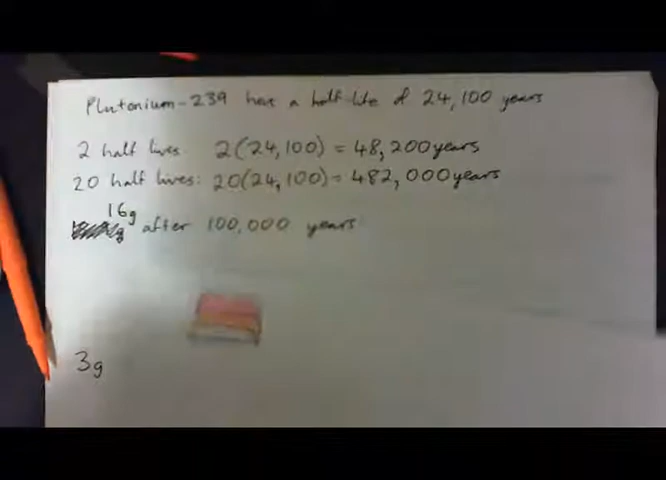 Plutonium-239 have a half-life of 24,100 years
2 half lives: 2(24,100) = 48,200 years
20 half lives: 20(24,100) = 482,000 years
16g
g after 100,000 years
3g